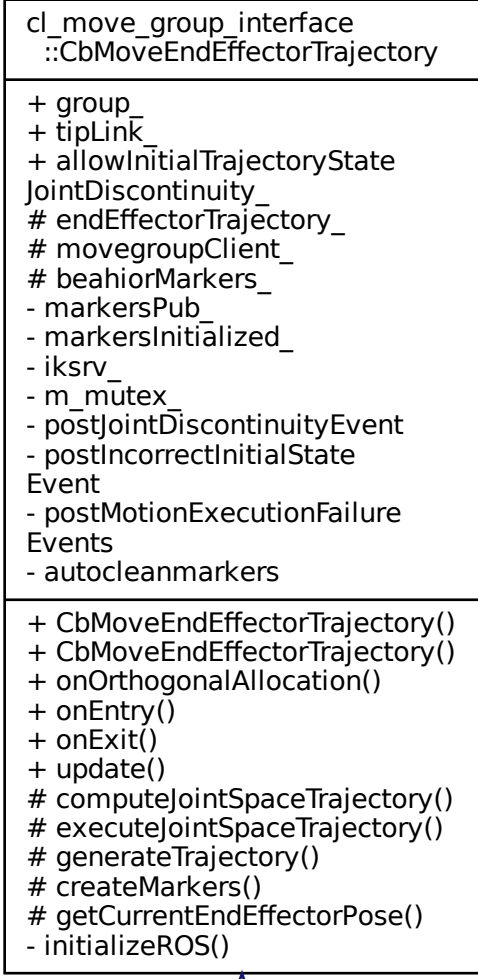 cl_move_group_interface
::CbMoveEndEffectorTrajectory
+ group_
+ tipLink_
+ allowInitialTrajectoryState
JointDiscontinuity_
# endEffectorTrajectory_
# movegroupClient_
# beahiorMarkers_
- markersPub_
- markersInitialized_
- iksrv_
- m_mutex_
- postJointDiscontinuityEvent
- postIncorrectInitialState
Event
- postMotionExecutionFailure
Events
- autocleanmarkers
+ CbMoveEndEffectorTrajectory()
+ CbMoveEndEffectorTrajectory()
+ onOrthogonalAllocation()
+ onEntry()
+ onExit()
+ update()
# computeJointSpaceTrajectory()
# executeJointSpaceTrajectory()
# generateTrajectory()
# createMarkers()
# getCurrentEndEffectorPose()
- initializeROS()